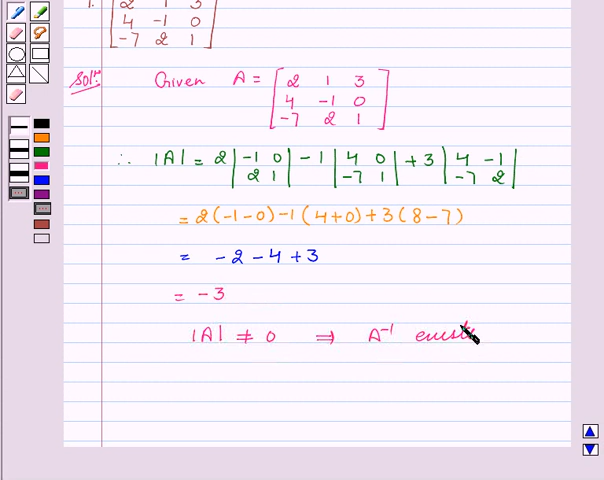 1. [2 1 3
4 -1 0
-7 2 1]
Solⁿ. Given A = [2 1 3
4 -1 0
-7 2 1]
∴ |A| = 2 |-1 0| - 1 |4 0| + 3 |4 -1|
|2 1| |-7 1| |-7 2|
= 2(-1-0) -1(4+0) + 3(8-7)
= -2 - 4 + 3
= -3
|A| ≠ 0 ⇒ A⁻¹ exists